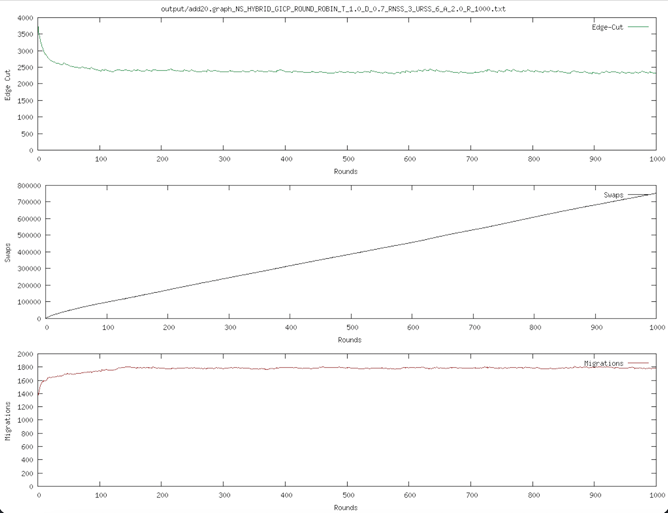 output/add20.graph_NS_HYBRID_GICP_ROUND_ROBIN_T_1.0_D_0.7_RNSS_3_URSS_6_A_2.0_R_1000.txt
4000
3500
3000
2500
2000
1500
1000
500
0
Edge Cut
Edge-Cut
0 100 200 300 400 500 600 700 800 900 1000
Rounds
800000
700000
600000
500000
400000
300000
200000
100000
0
Swaps
Swaps
0 100 200 300 400 500 600 700 800 900 1000
Rounds
2000
1800
1600
1400
1200
1000
800
600
400
200
0
Migrations
Migrations
0 100 200 300 400 500 600 700 800 900 1000
Rounds